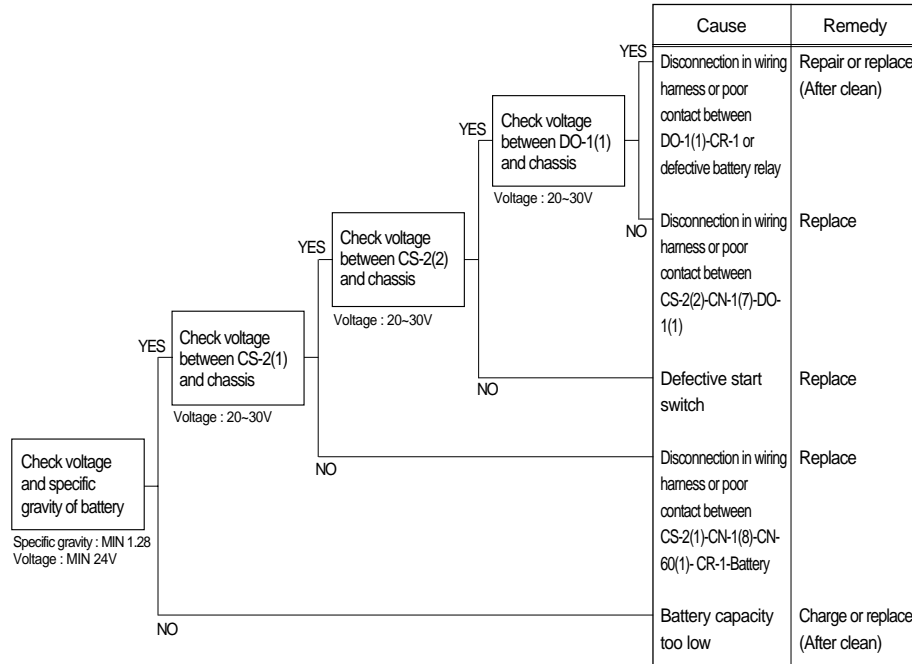 Cause
Remedy
YES
Disconnection in wiring
harness or poor
contact between
DO-1(1)-CR-1 or
defective battery relay
Repair or replace
(After clean)
YES
Check voltage
between DO-1(1)
and chassis
Voltage : 20~30V
NO
Disconnection in wiring
harness or poor
contact between
CS-2(2)-CN-1(7)-DO-
1(1)
Replace
YES
Check voltage
between CS-2(2)
and chassis
Voltage : 20~30V
NO
Defective start
switch
Replace
YES
Check voltage
between CS-2(1)
and chassis
Voltage : 20~30V
NO
Disconnection in wiring
harness or poor
contact between
CS-2(1)-CN-1(8)-CN-
60(1)- CR-1-Battery
Replace
Check voltage
and specific
gravity of battery
Specific gravity : MIN 1.28
Voltage : MIN 24V
NO
Battery capacity
too low
Charge or replace
(After clean)